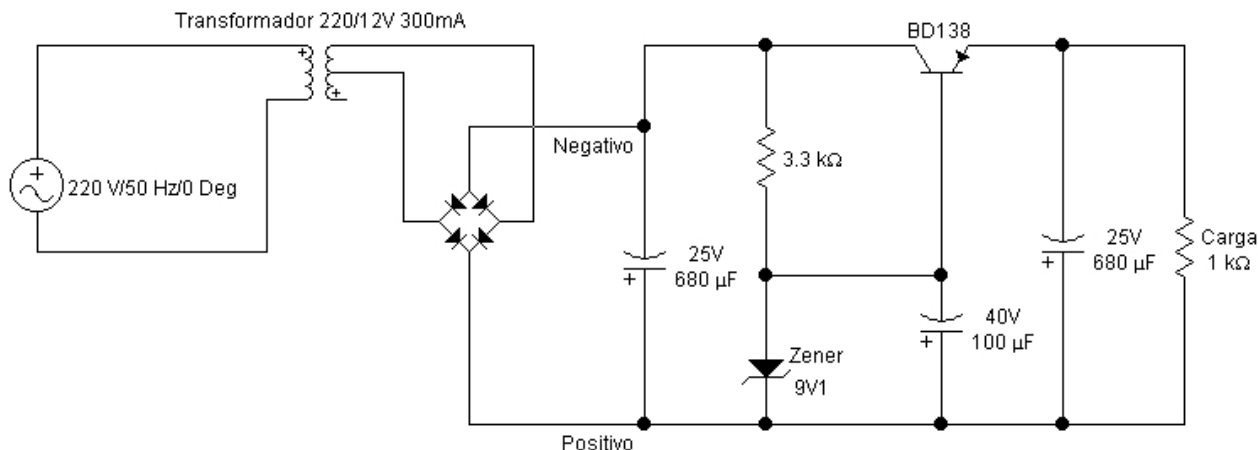 Transformador 220/12V 300mA
BD138
220 V/50 Hz/0 Deg
Negativo
3.3 kΩ
25V
680 µF
Zener
9V1
40V
100 µF
25V
680 µF
Carga
1 kΩ
Positivo